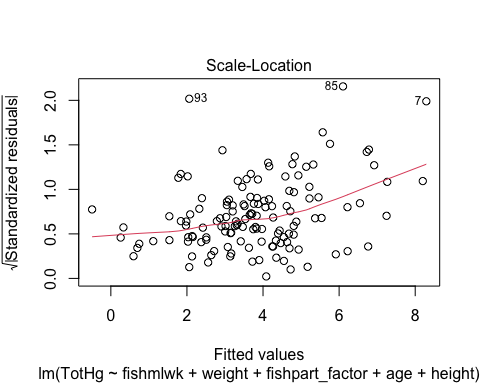 Scale-Location
√|Standardized residuals|
2.0
1.5
1.0
0.5
0.0
93
85
7
0 2 4 6 8
Fitted values
lm(TotHg ~ fishmlwk + weight + fishpart_factor + age + height)